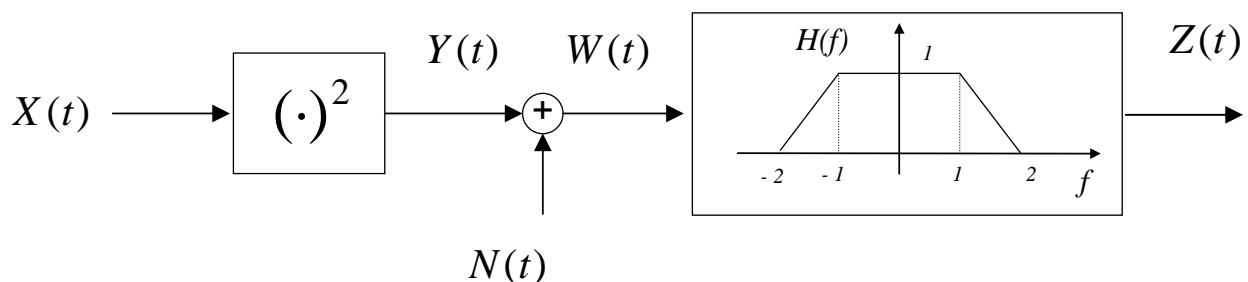 X(t)
(·)²
Y(t)
+
N(t)
W(t)
H(f)
1
- 2
- 1
1
2
f
Z(t)